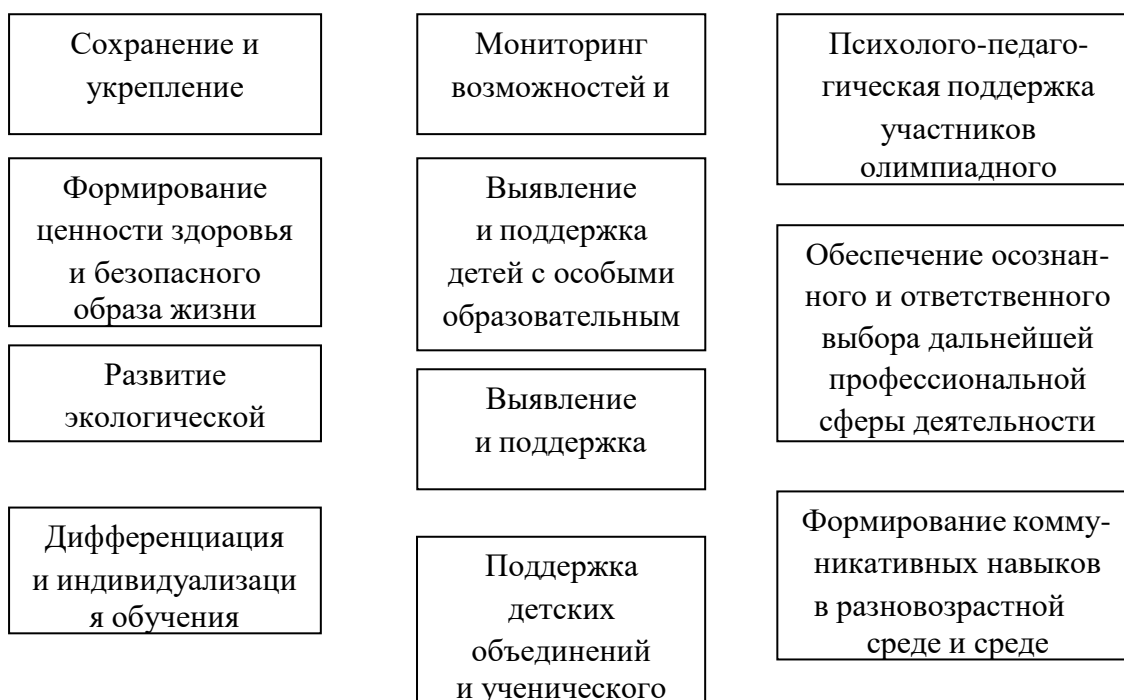 Сохранение и
укрепление
Формирование
ценности здоровья
и безопасного
образа жизни
Развитие
экологической
Дифференциация
и индивидуализаци
я обучения
Мониторинг
возможностей и
Выявление
и поддержка
детей с особыми
образовательным
Выявление
и поддержка
Поддержка
детских
объединений
и ученического
Психолого-педаго-
гическая поддержка
участников
олимпиадного
Обеспечение осознан-
ного и ответственного
выбора дальнейшей
профессиональной
сферы деятельности
Формирование комму-
никативных навыков
в разновозрастной
среде и среде